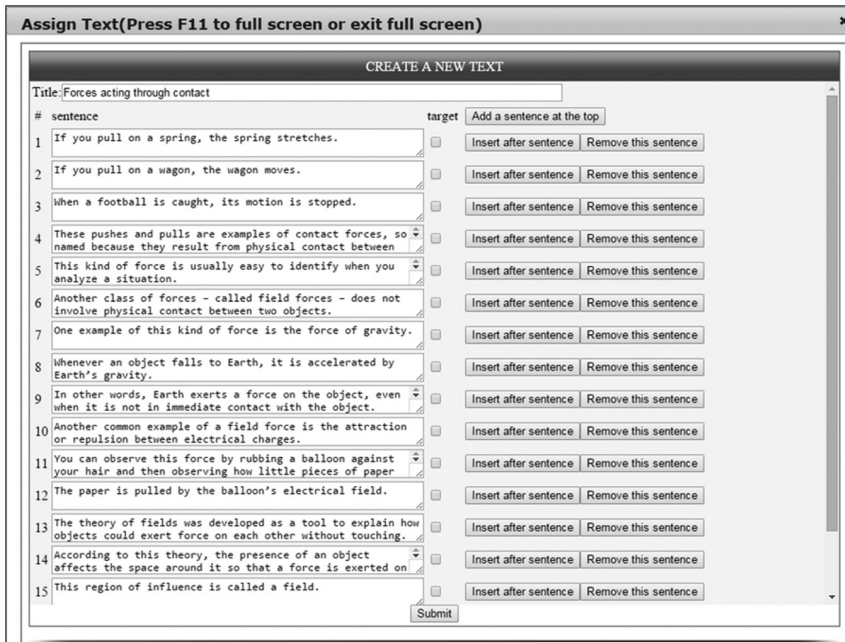 Assign Text(Press F11 to full screen or exit full screen)
CREATE A NEW TEXT
Title: Forces acting through contact
# sentence target Add a sentence at the top
1 If you pull on a spring, the spring stretches. Insert after sentence Remove this sentence
2 If you pull on a wagon, the wagon moves. Insert after sentence Remove this sentence
3 When a football is caught, its motion is stopped. Insert after sentence Remove this sentence
4 These pushes and pulls are examples of contact forces, so
named because they result from physical contact between Insert after sentence Remove this sentence
5 This kind of force is usually easy to identify when you
analyze a situation. Insert after sentence Remove this sentence
6 Another class of forces – called field forces – does not
involve physical contact between two objects. Insert after sentence Remove this sentence
7 One example of this kind of force is the force of gravity. Insert after sentence Remove this sentence
8 Whenever an object falls to Earth, it is accelerated by
Earth's gravity. Insert after sentence Remove this sentence
9 In other words, Earth exerts a force on the object, even
when it is not in immediate contact with the object. Insert after sentence Remove this sentence
10 Another common example of a field force is the attraction
or repulsion between electrical charges. Insert after sentence Remove this sentence
11 You can observe this force by rubbing a balloon against
your hair and then observing how little pieces of paper Insert after sentence Remove this sentence
12 The paper is pulled by the balloon's electrical field. Insert after sentence Remove this sentence
13 The theory of fields was developed as a tool to explain how
objects could exert force on each other without touching. Insert after sentence Remove this sentence
14 According to this theory, the presence of an object
affects the space around it so that a force is exerted on Insert after sentence Remove this sentence
15 This region of influence is called a field. Insert after sentence Remove this sentence
Submit